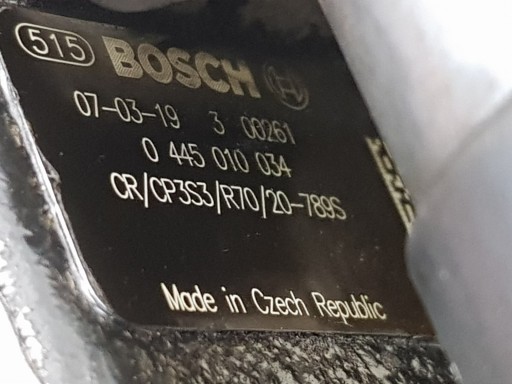 515 BOSCH
07-03-19 3 00261
0 445 010 034
CR/CP3S3/R70/20-789S
Made in Czech Republic